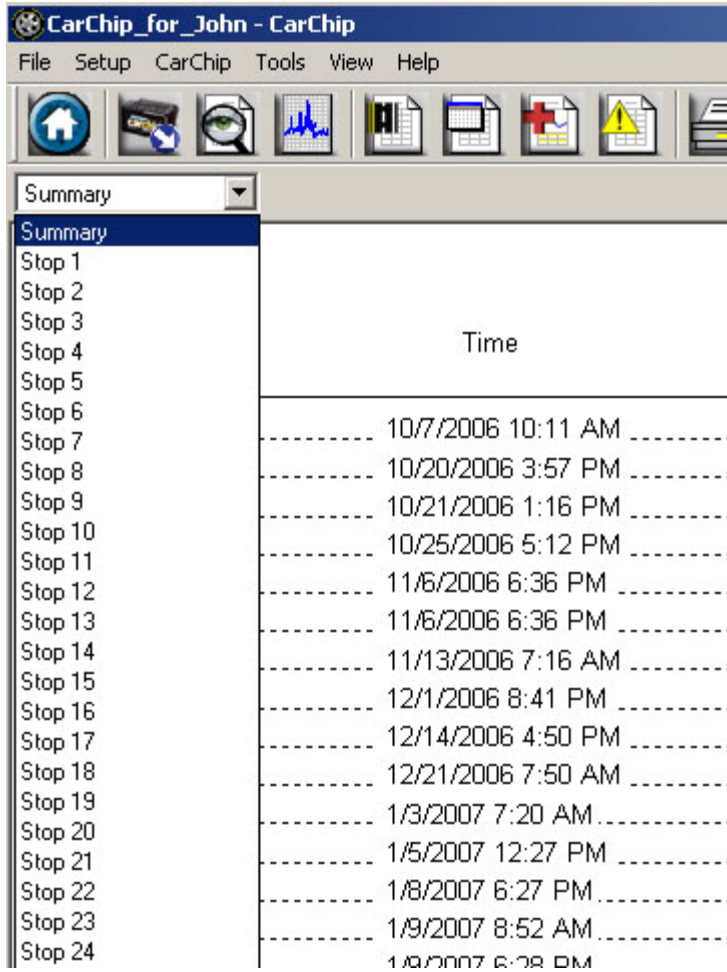 CarChip_for_John - CarChip
File Setup CarChip Tools View Help
Summary
Summary
Stop 1
Stop 2
Stop 3
Stop 4
Stop 5
Stop 6
Stop 7
Stop 8
Stop 9
Stop 10
Stop 11
Stop 12
Stop 13
Stop 14
Stop 15
Stop 16
Stop 17
Stop 18
Stop 19
Stop 20
Stop 21
Stop 22
Stop 23
Stop 24
Time
10/7/2006 10:11 AM
10/20/2006 3:57 PM
10/21/2006 1:16 PM
10/25/2006 5:12 PM
11/6/2006 6:36 PM
11/6/2006 6:36 PM
11/13/2006 7:16 AM
12/1/2006 8:41 PM
12/14/2006 4:50 PM
12/21/2006 7:50 AM
1/3/2007 7:20 AM
1/5/2007 12:27 PM
1/8/2007 6:27 PM
1/9/2007 8:52 AM
1/9/2007 6:28 PM